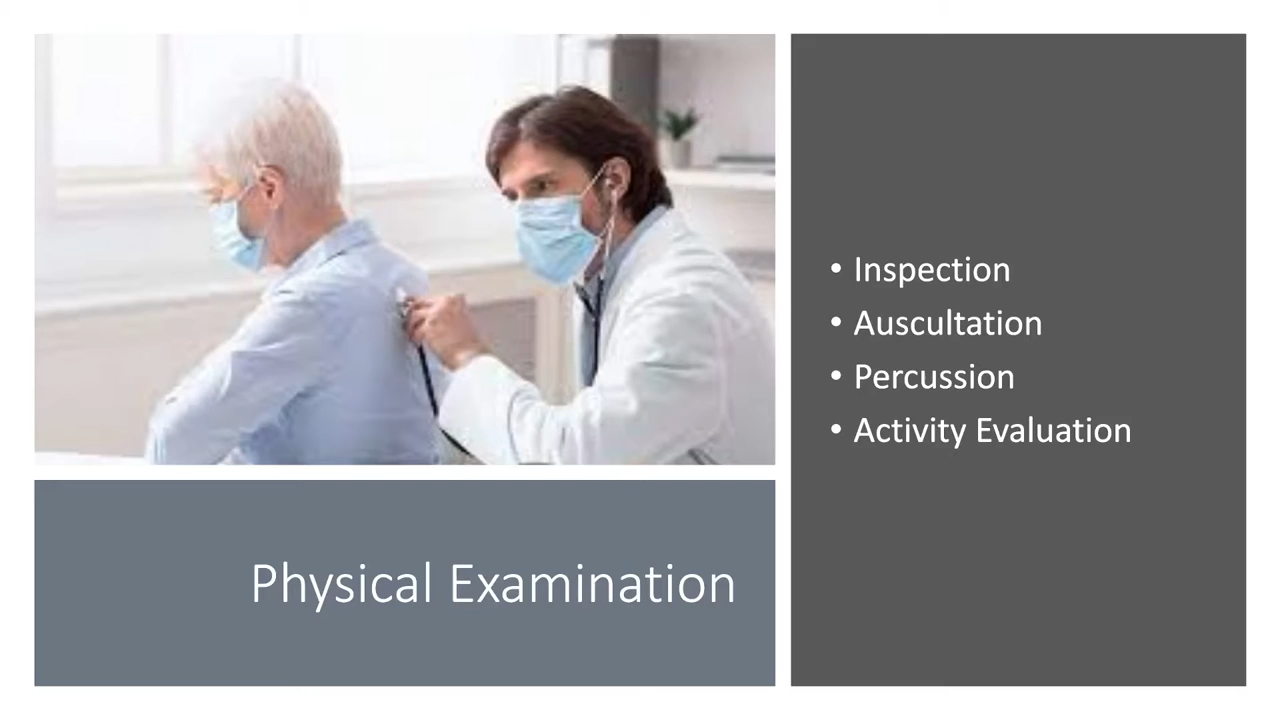 Physical Examination
• Inspection
• Auscultation
• Percussion
• Activity Evaluation